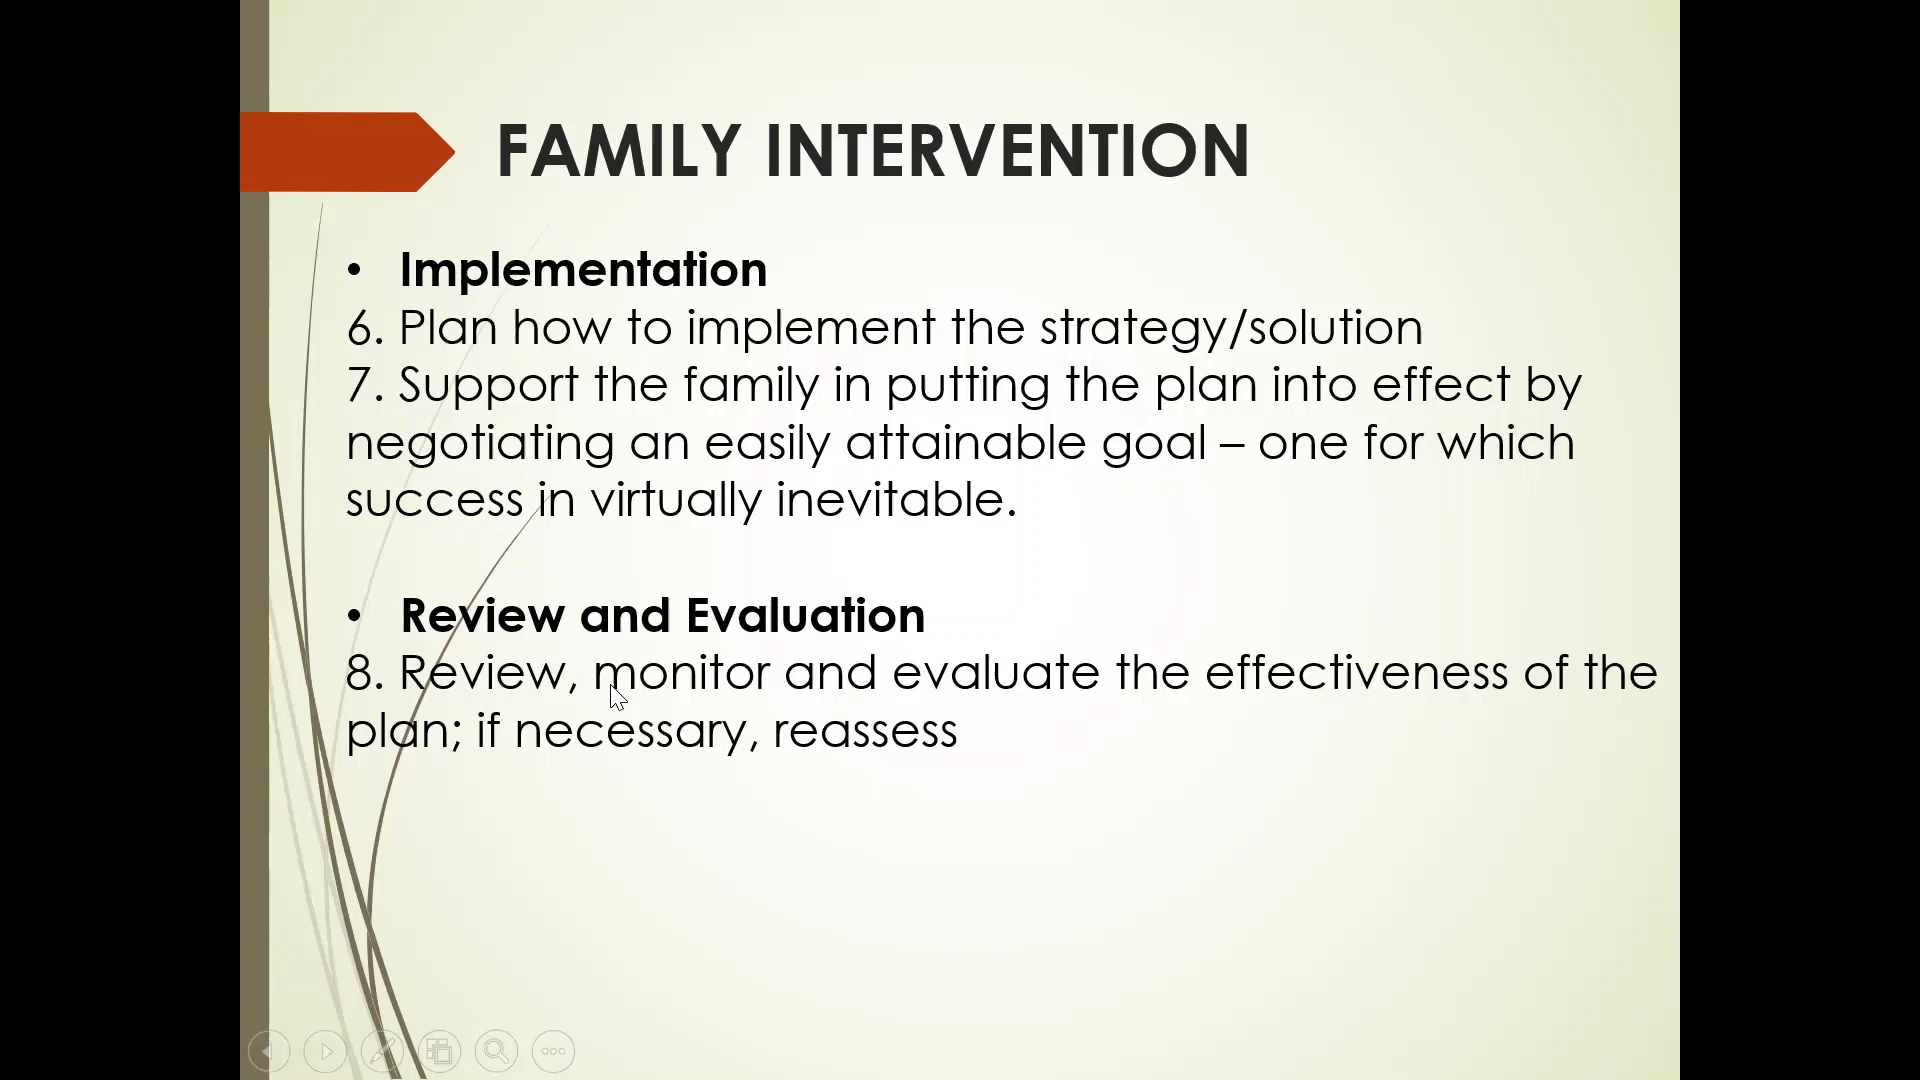 FAMILY INTERVENTION
• Implementation
6. Plan how to implement the strategy/solution
7. Support the family in putting the plan into effect by
negotiating an easily attainable goal – one for which
success in virtually inevitable.
• Review and Evaluation
8. Review, monitor and evaluate the effectiveness of the
plan; if necessary, reassess